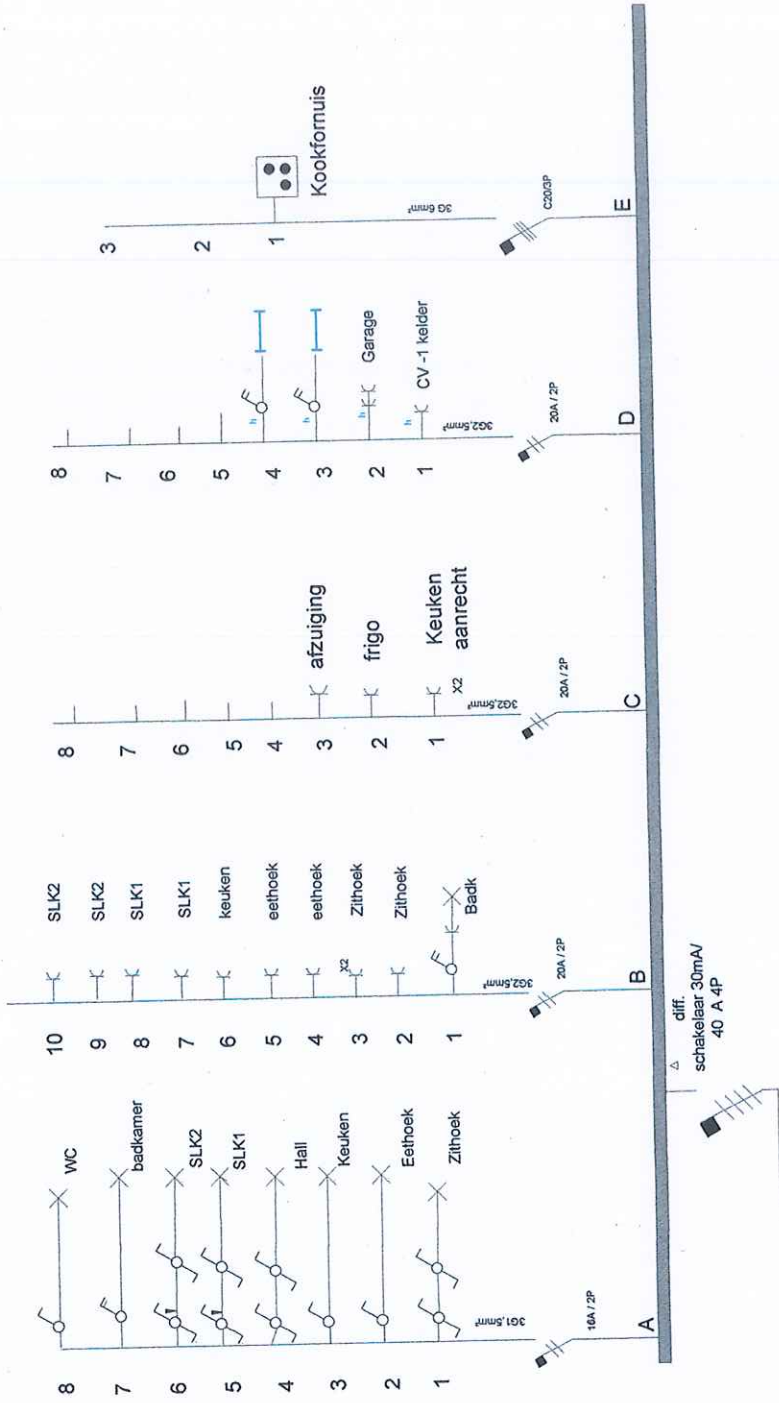 8
WC
7
badkamer
6
SLK2
5
SLK1
4
Hall
3
Keuken
2
Eethoek
1
Zithoek
3G1,5mm²
16A / 2P
A
10
SLK2
9
SLK2
8
SLK1
7
SLK1
6
keuken
5
eethoek
4
eethoek
3
X2
Zithoek
2
Zithoek
1
Badk
3G2,5mm²
20A / 2P
B
8
7
6
5
4
3
afzuiging
2
frigo
1
Keuken
aanrecht
X2
3G2,5mm²
20A / 2P
C
8
7
6
5
4
h
3
h
2
h
Garage
1
h
CV -1 kelder
3G2,5mm²
20A / 2P
D
3
2
1
Kookfornuis
3G 6mm²
C20/3P
E
diff.
schakelaar 30mA/
40 A 4P
Δ